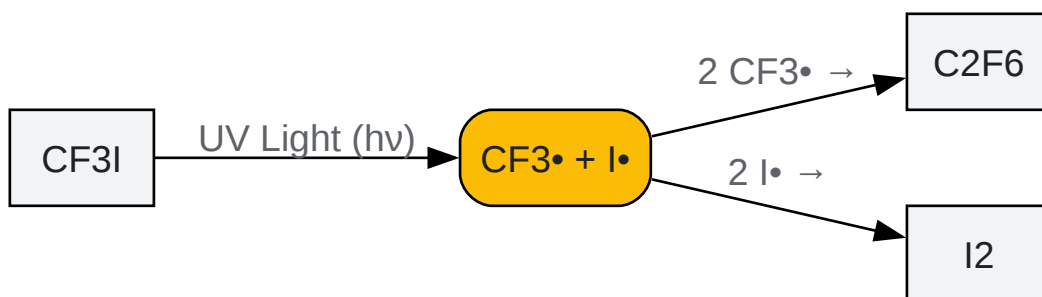 CF3I
UV Light (hν)
CF3• + I•
2 CF3• →
C2F6
2 I• →
I2